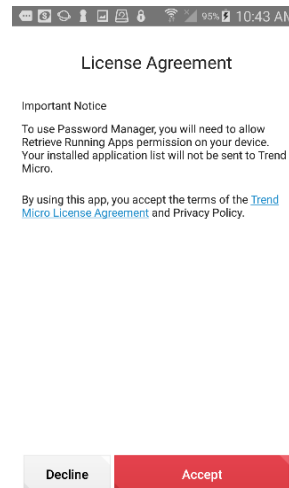 95% 10:43 AM
License Agreement
Important Notice
To use Password Manager, you will need to allow
Retrieve Running Apps permission on your device.
Your installed application list will not be sent to Trend
Micro.
By using this app, you accept the terms of the Trend
Micro License Agreement and Privacy Policy.
Decline Accept